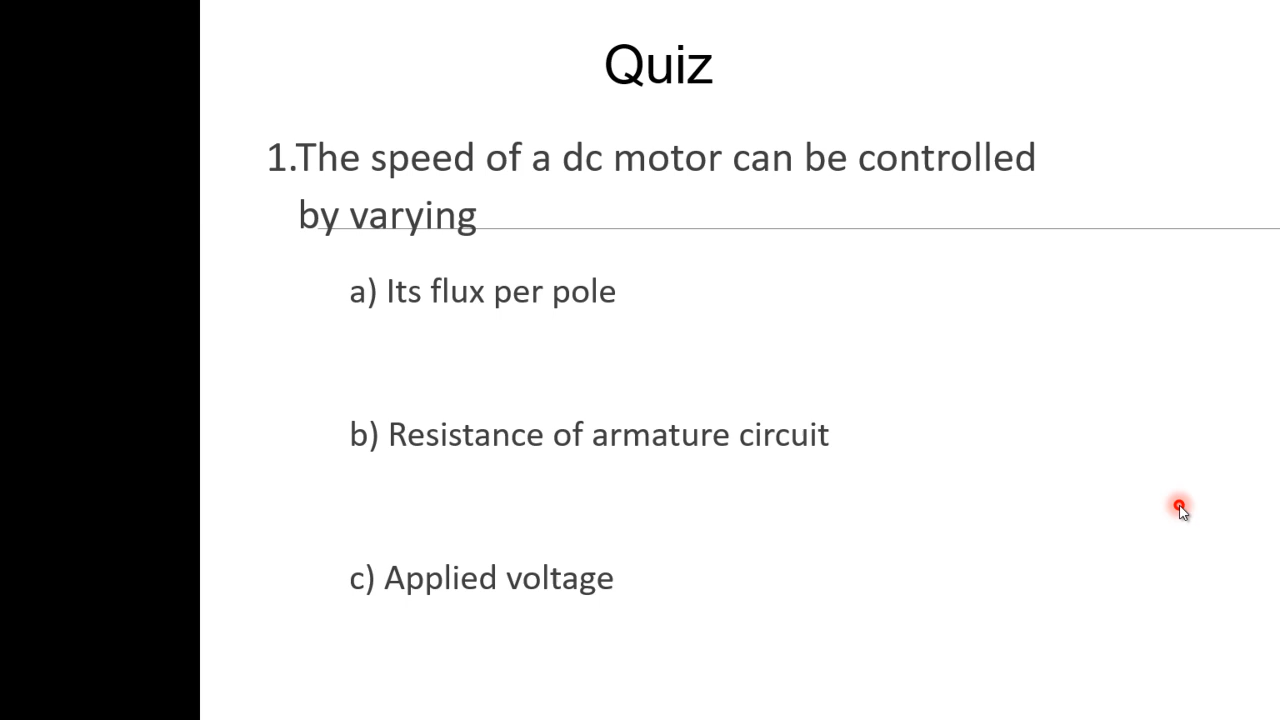 Quiz
1.The speed of a dc motor can be controlled
by varying
a) Its flux per pole
b) Resistance of armature circuit
c) Applied voltage